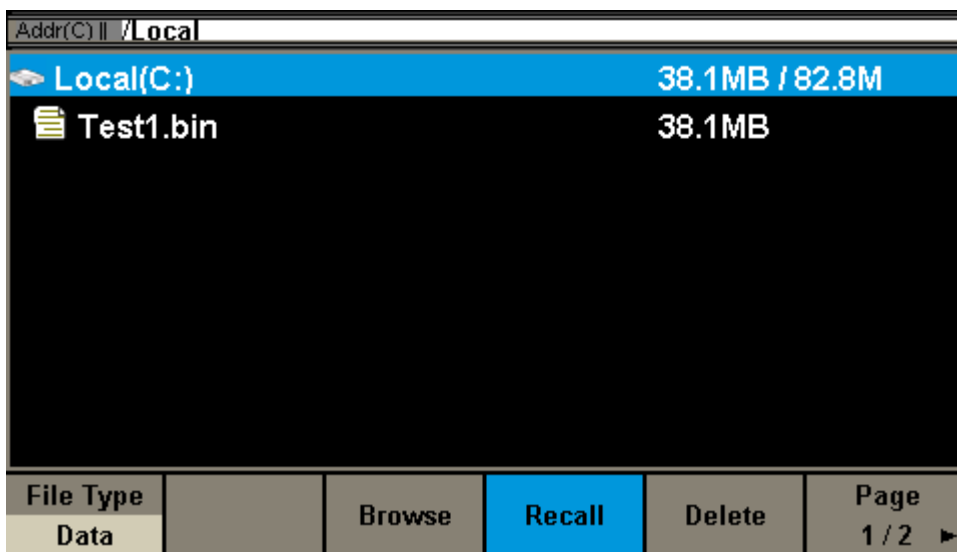 Addr(C) || /Local
Local(C:) 38.1MB / 82.8M
Test1.bin 38.1MB
File Type
Data
Browse
Recall
Delete
Page
1 / 2 ►